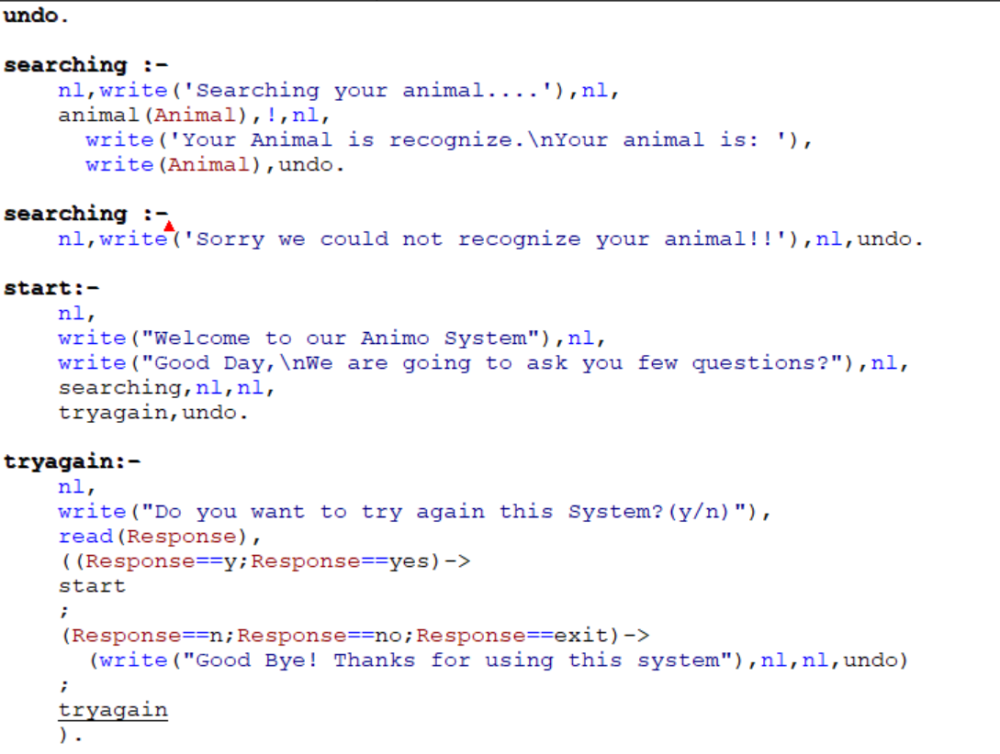 undo.
searching :-
nl,write('Searching your animal....'),nl,
animal(Animal),!,nl,
write('Your Animal is recognize.\nYour animal is: '),
write(Animal),undo.
searching :-
nl,write('Sorry we could not recognize your animal!!'),nl,undo.
start:-
nl,
write("Welcome to our Animo System"),nl,
write("Good Day,\nWe are going to ask you few questions?"),nl,
searching,nl,nl,
tryagain,undo.
tryagain:-
nl,
write("Do you want to try again this System?(y/n)"),
read(Response),
((Response==y;Response==yes)->
start
;
(Response==n;Response==no;Response==exit)->
(write("Good Bye! Thanks for using this system"),nl,nl,undo)
;
tryagain
).